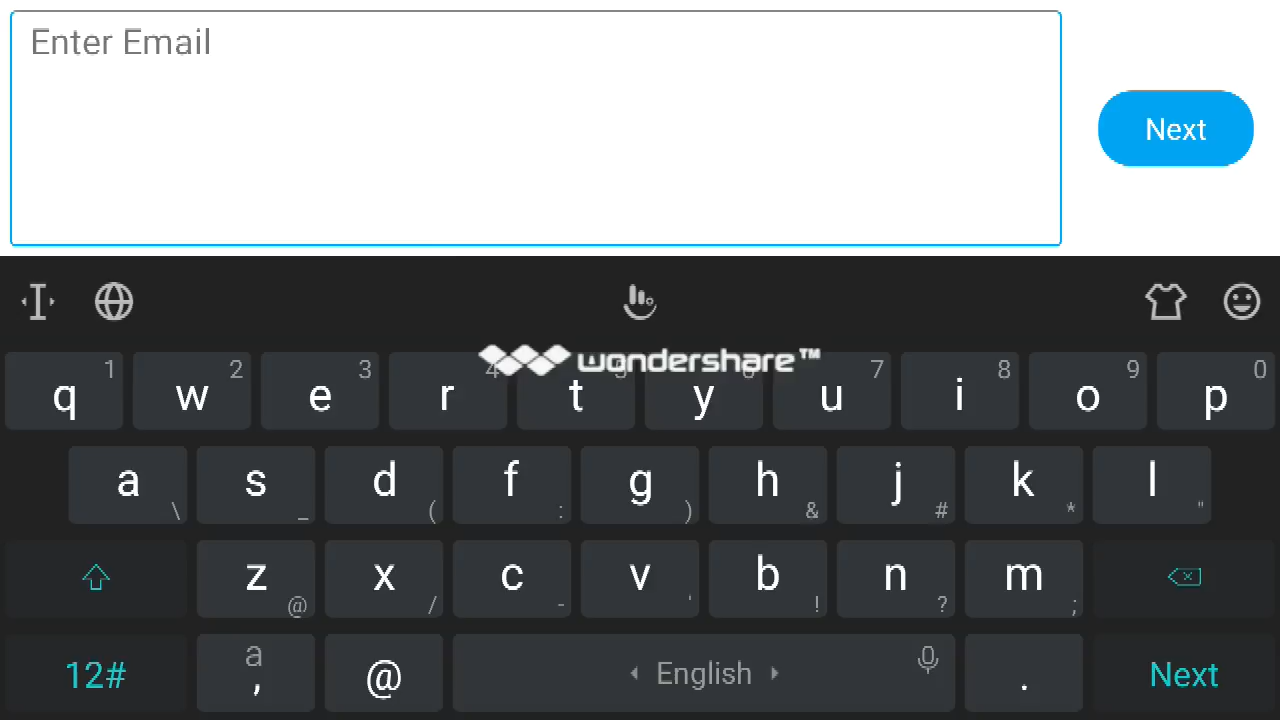 Enter Email
Next
wondershare™
1 2 3 4 5 6 7 8 9 0
q w e r t y u i o p
a s d f g h j k l
\ _ ( : ) & # * "
z x c v b n m
@ / - ' ! ? ;
12# a , @ English . Next